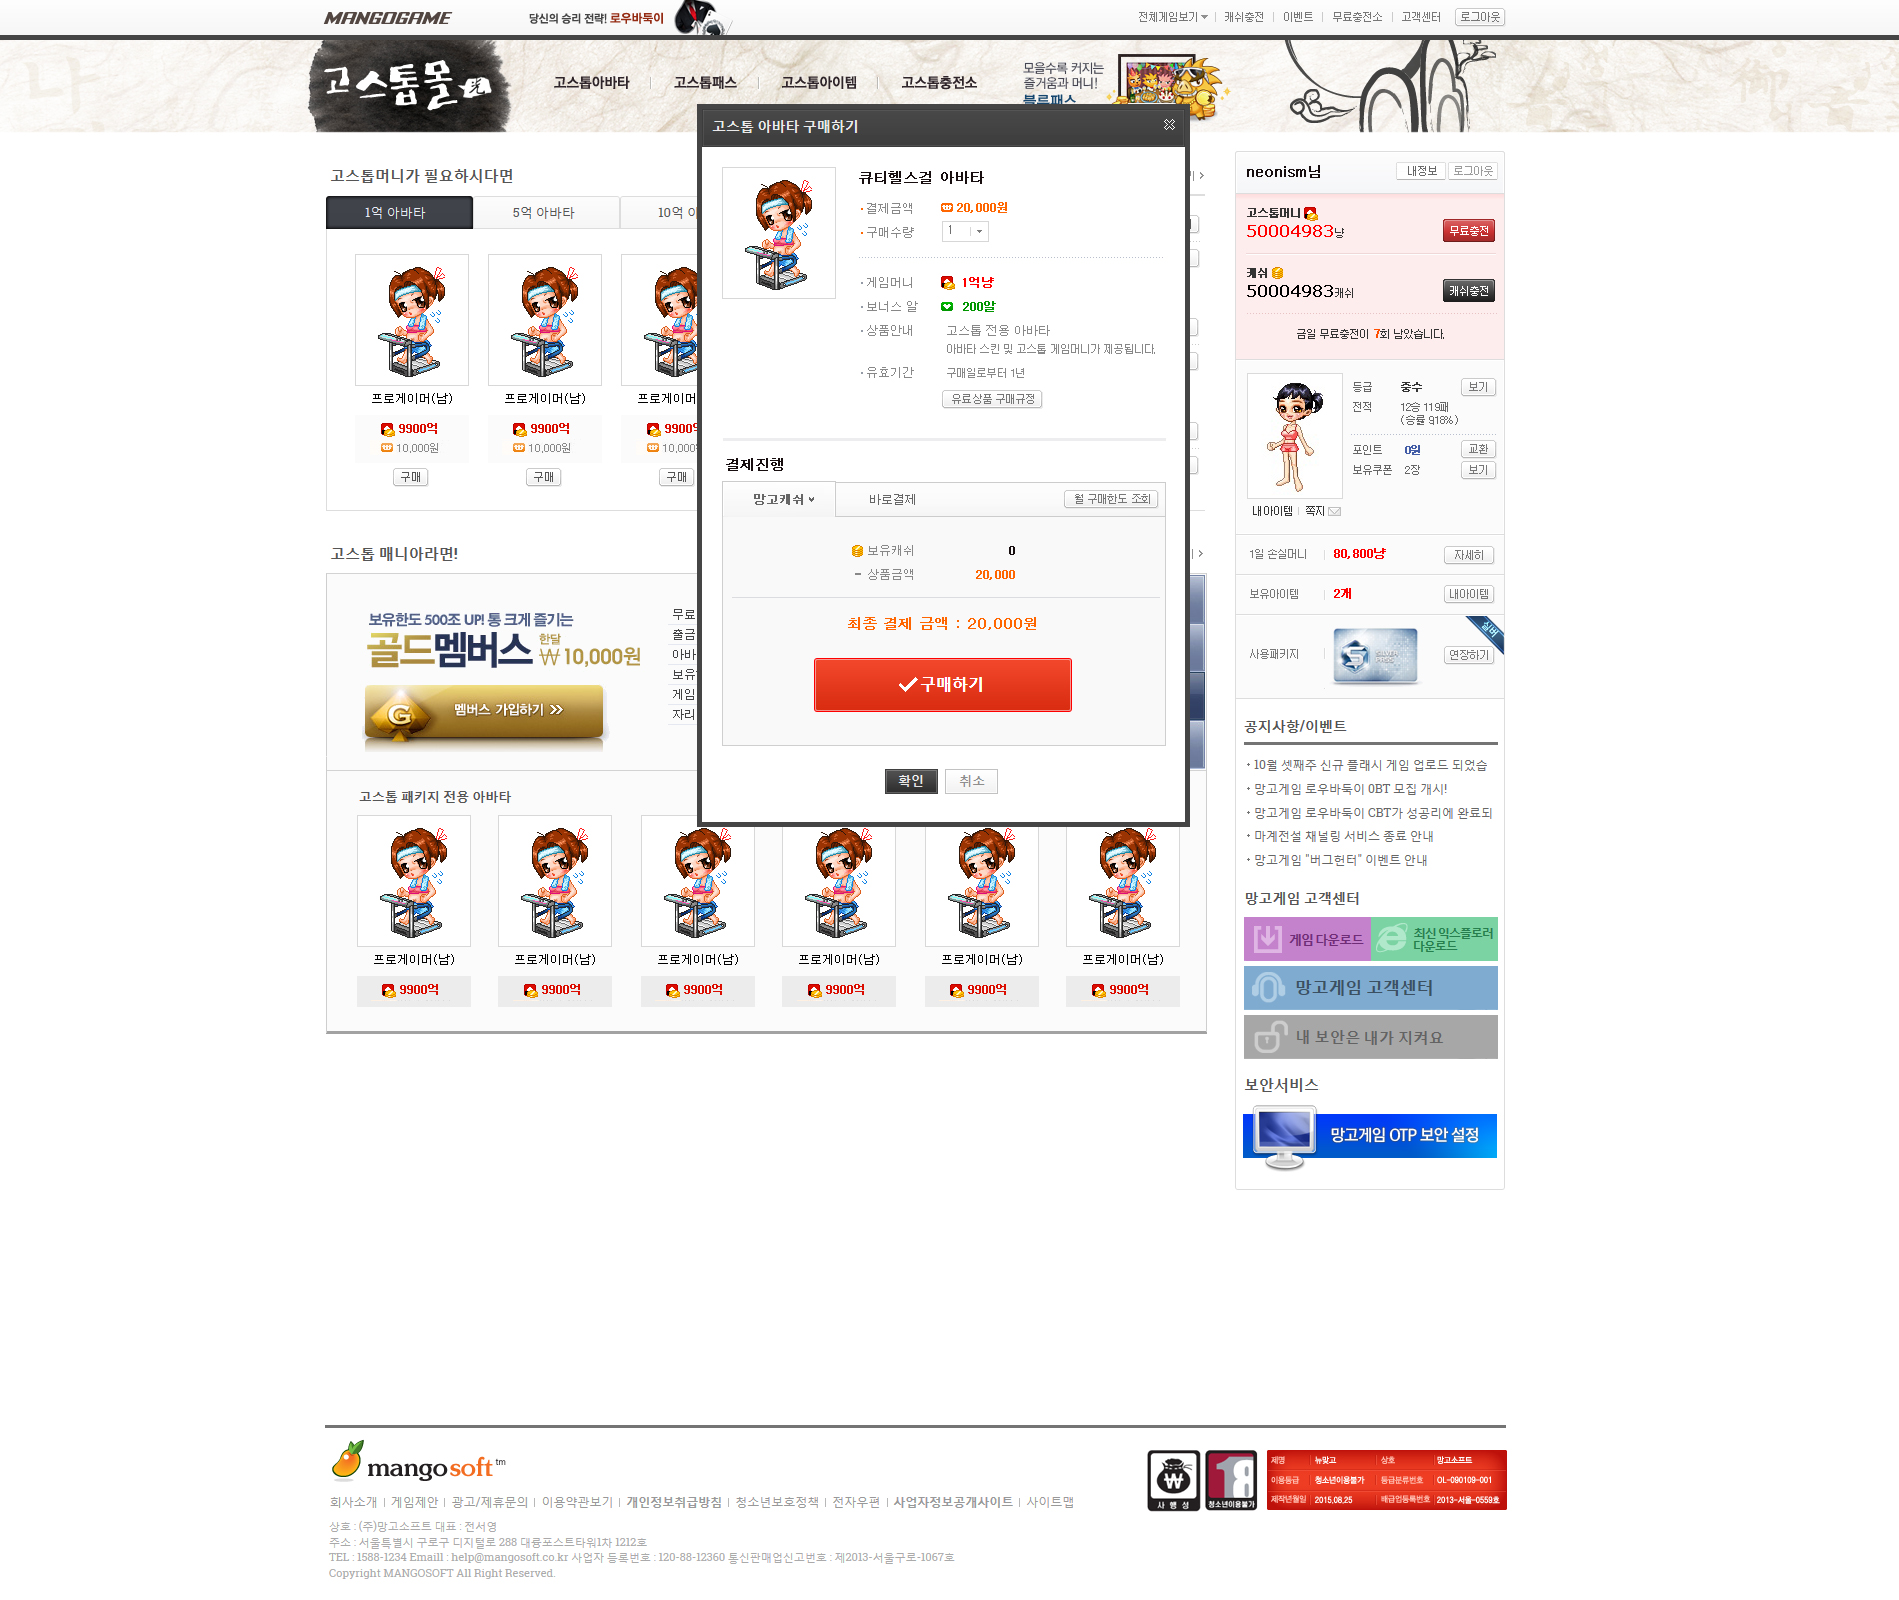 MANGOGAME
당신의 승리 전략! 로우바둑이
전체게임보기 캐쉬충전 이벤트 무료충전소 고객센터 로그아웃
고스톱몰
고스톱아바타 고스톱패스 고스톱아이템 고스톱충전소
모을수록 커지는
즐거움과 머니!
블루패스
고스톱 아바타 구매하기
큐티헬스걸 아바타
결제금액 20,000원
구매수량 1
게임머니 1억냥
보너스 알 200알
상품안내 고스톱 전용 아바타
아바타 스킨 및 고스톱 게임머니가 제공됩니다.
유효기간 구매일로부터 1년
유료상품 구매규정
결제진행
망고캐쉬 바로결제 월 구매한도 조회
보유캐쉬 0
- 상품금액 20,000
최종 결제 금액 : 20,000원
구매하기
확인 취소
고스톱머니가 필요하시다면
1억 아바타 5억 아바타 10억 아
프로게이머(남) 프로게이머(남) 프로게이머
9900억 9900억 9900억
10,000원 10,000원 10,000
구매 구매 구매
고스톱 매니아라면!
보유한도 500조 UP! 통 크게 즐기는
골드멤버스 한달 ₩10,000원
G 멤버스 가입하기
무료
출금
아바
보유
게임
자리
고스톱 패키지 전용 아바타
프로게이머(남) 프로게이머(남) 프로게이머(남) 프로게이머(남) 프로게이머(남) 프로게이머(남)
9900억 9900억 9900억 9900억 9900억 9900억
neonism님 내정보 로그아웃
고스톱머니
50004983냥 무료충전
캐쉬
50004983캐쉬 캐쉬충전
금일 무료충전이 7회 남았습니다.
등급 중수 보기
전적 12승 119패
(승률 9.18%)
포인트 0원 교환
보유쿠폰 2장 보기
내아이템 쪽지
1일 손실머니 80,800냥 자세히
보유아이템 2개 내아이템
실버
사용패키지 S 연장하기
공지사항/이벤트
10월 셋째주 신규 플래시 게임 업로드 되었습
망고게임 로우바둑이 OBT 모집 개시!
망고게임 로우바둑이 CBT가 성공리에 완료되
마계전설 채널링 서비스 종료 안내
망고게임 "버그헌터" 이벤트 안내
망고게임 고객센터
게임 다운로드 최신 익스플로러
다운로드
망고게임 고객센터
내 보안은 내가 지켜요
보안서비스
망고게임 OTP 보안 설정
mangosoft tm
회사소개 게임제안 광고/제휴문의 이용약관보기 개인정보취급방침 청소년보호정책 전자우편 사업자정보공개사이트 사이트맵
상호 : (주)망고소프트 대표 : 전서영
주소 : 서울특별시 구로구 디지털로 288 대륭포스트타워1차 1212호
TEL : 1588-1234 Emaill : help@mangosoft.co.kr 사업자 등록번호 : 120-88-12360 통신판매업신고번호 : 제2013-서울구로-1067호
Copyright MANGOSOFT All Right Reserved.
₩ 18
사 행 성 청소년이용불가
제명 뉴맞고 상호 망고소프트
이용등급 청소년이용불가 등급분류번호 OL-090109-001
제작년월일 2015.08.25 배급업등록번호 2013-서울-0559호